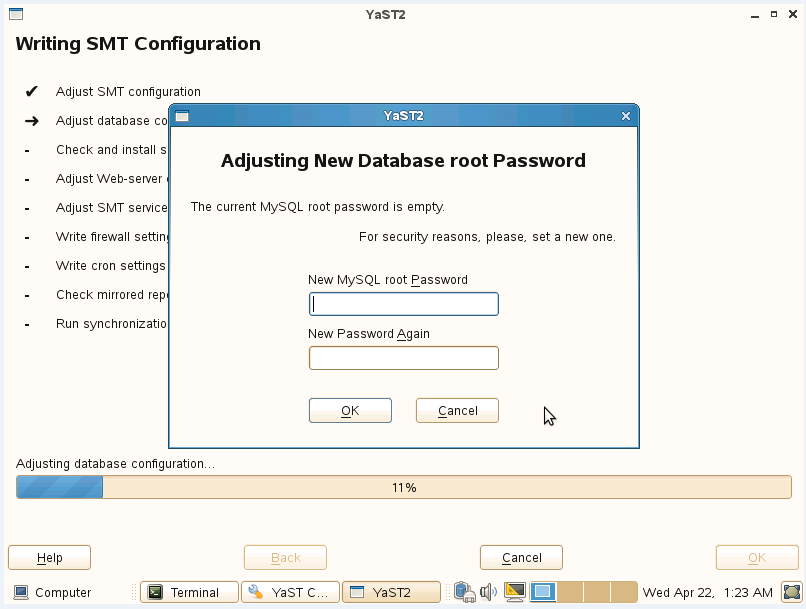 YaST2
Writing SMT Configuration
Adjust SMT configuration
Adjust database co
Check and install s
Adjust Web-server
Adjust SMT service
Write firewall settin
Write cron settings
Check mirrored rep
Run synchronizatio
YaST2
Adjusting New Database root Password
The current MySQL root password is empty.
For security reasons, please, set a new one.
New MySQL root Password
New Password Again
OK Cancel
Adjusting database configuration...
11%
Help Back Cancel OK
Computer Terminal YaST C... YaST2 Wed Apr 22, 1:23 AM